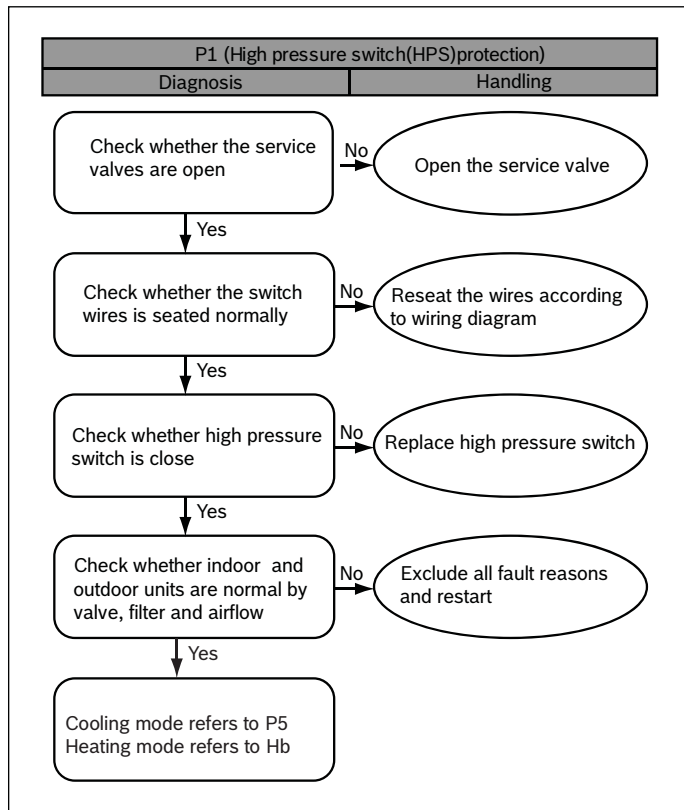 P1 (High pressure switch(HPS)protection)
Diagnosis
Handling
Check whether the service
valves are open
No
Open the service valve
Yes
Check whether the switch
wires is seated normally
No
Reseat the wires according
to wiring diagram
Yes
Check whether high pressure
switch is close
No
Replace high pressure switch
Yes
Check whether indoor and
outdoor units are normal by
valve, filter and airflow
No
Exclude all fault reasons
and restart
Yes
Cooling mode refers to P5
Heating mode refers to Hb